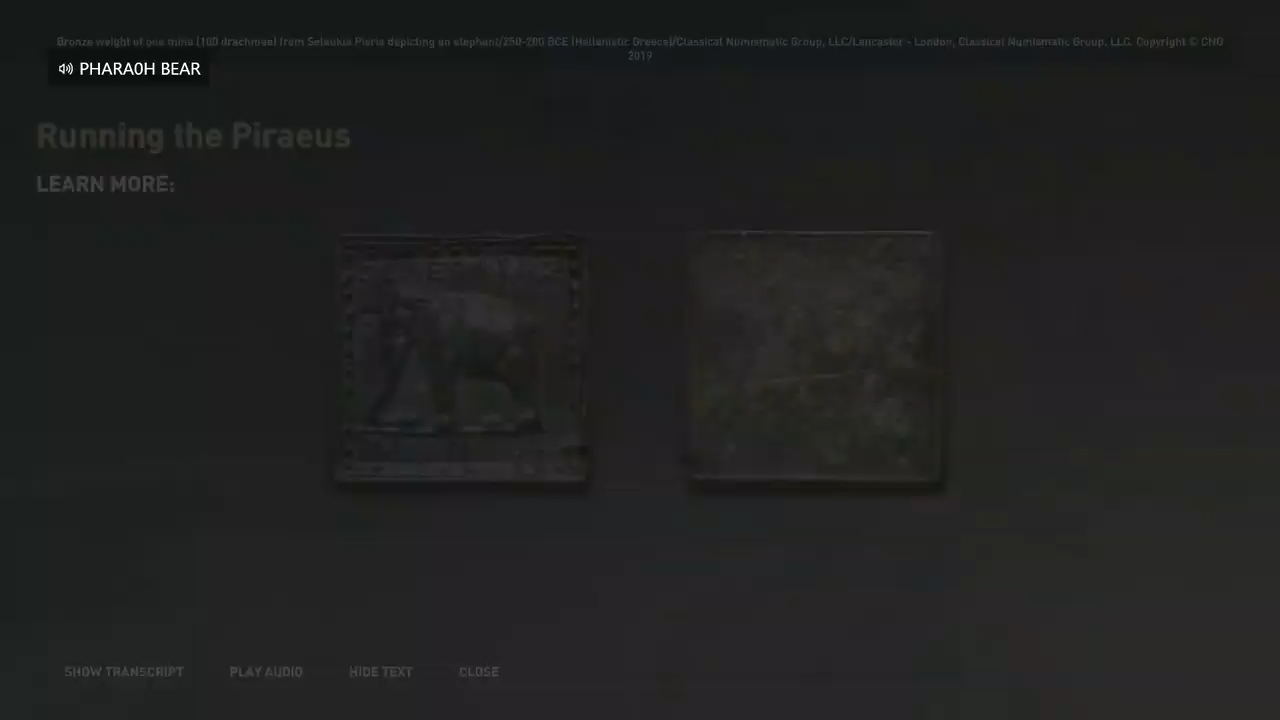 Bronze weight of one mina (100 drachmae) from Seleukia Pieria depicting an elephant/250-200 BCE (Hellenistic Greece)/Classical Numismatic Group, LLC/Lancaster - London, Classical Numismatic Group, LLC. Copyright © CNG
2019
PHARA0H BEAR
Running the Piraeus
LEARN MORE:
SHOW TRANSCRIPT PLAY AUDIO HIDE TEXT CLOSE